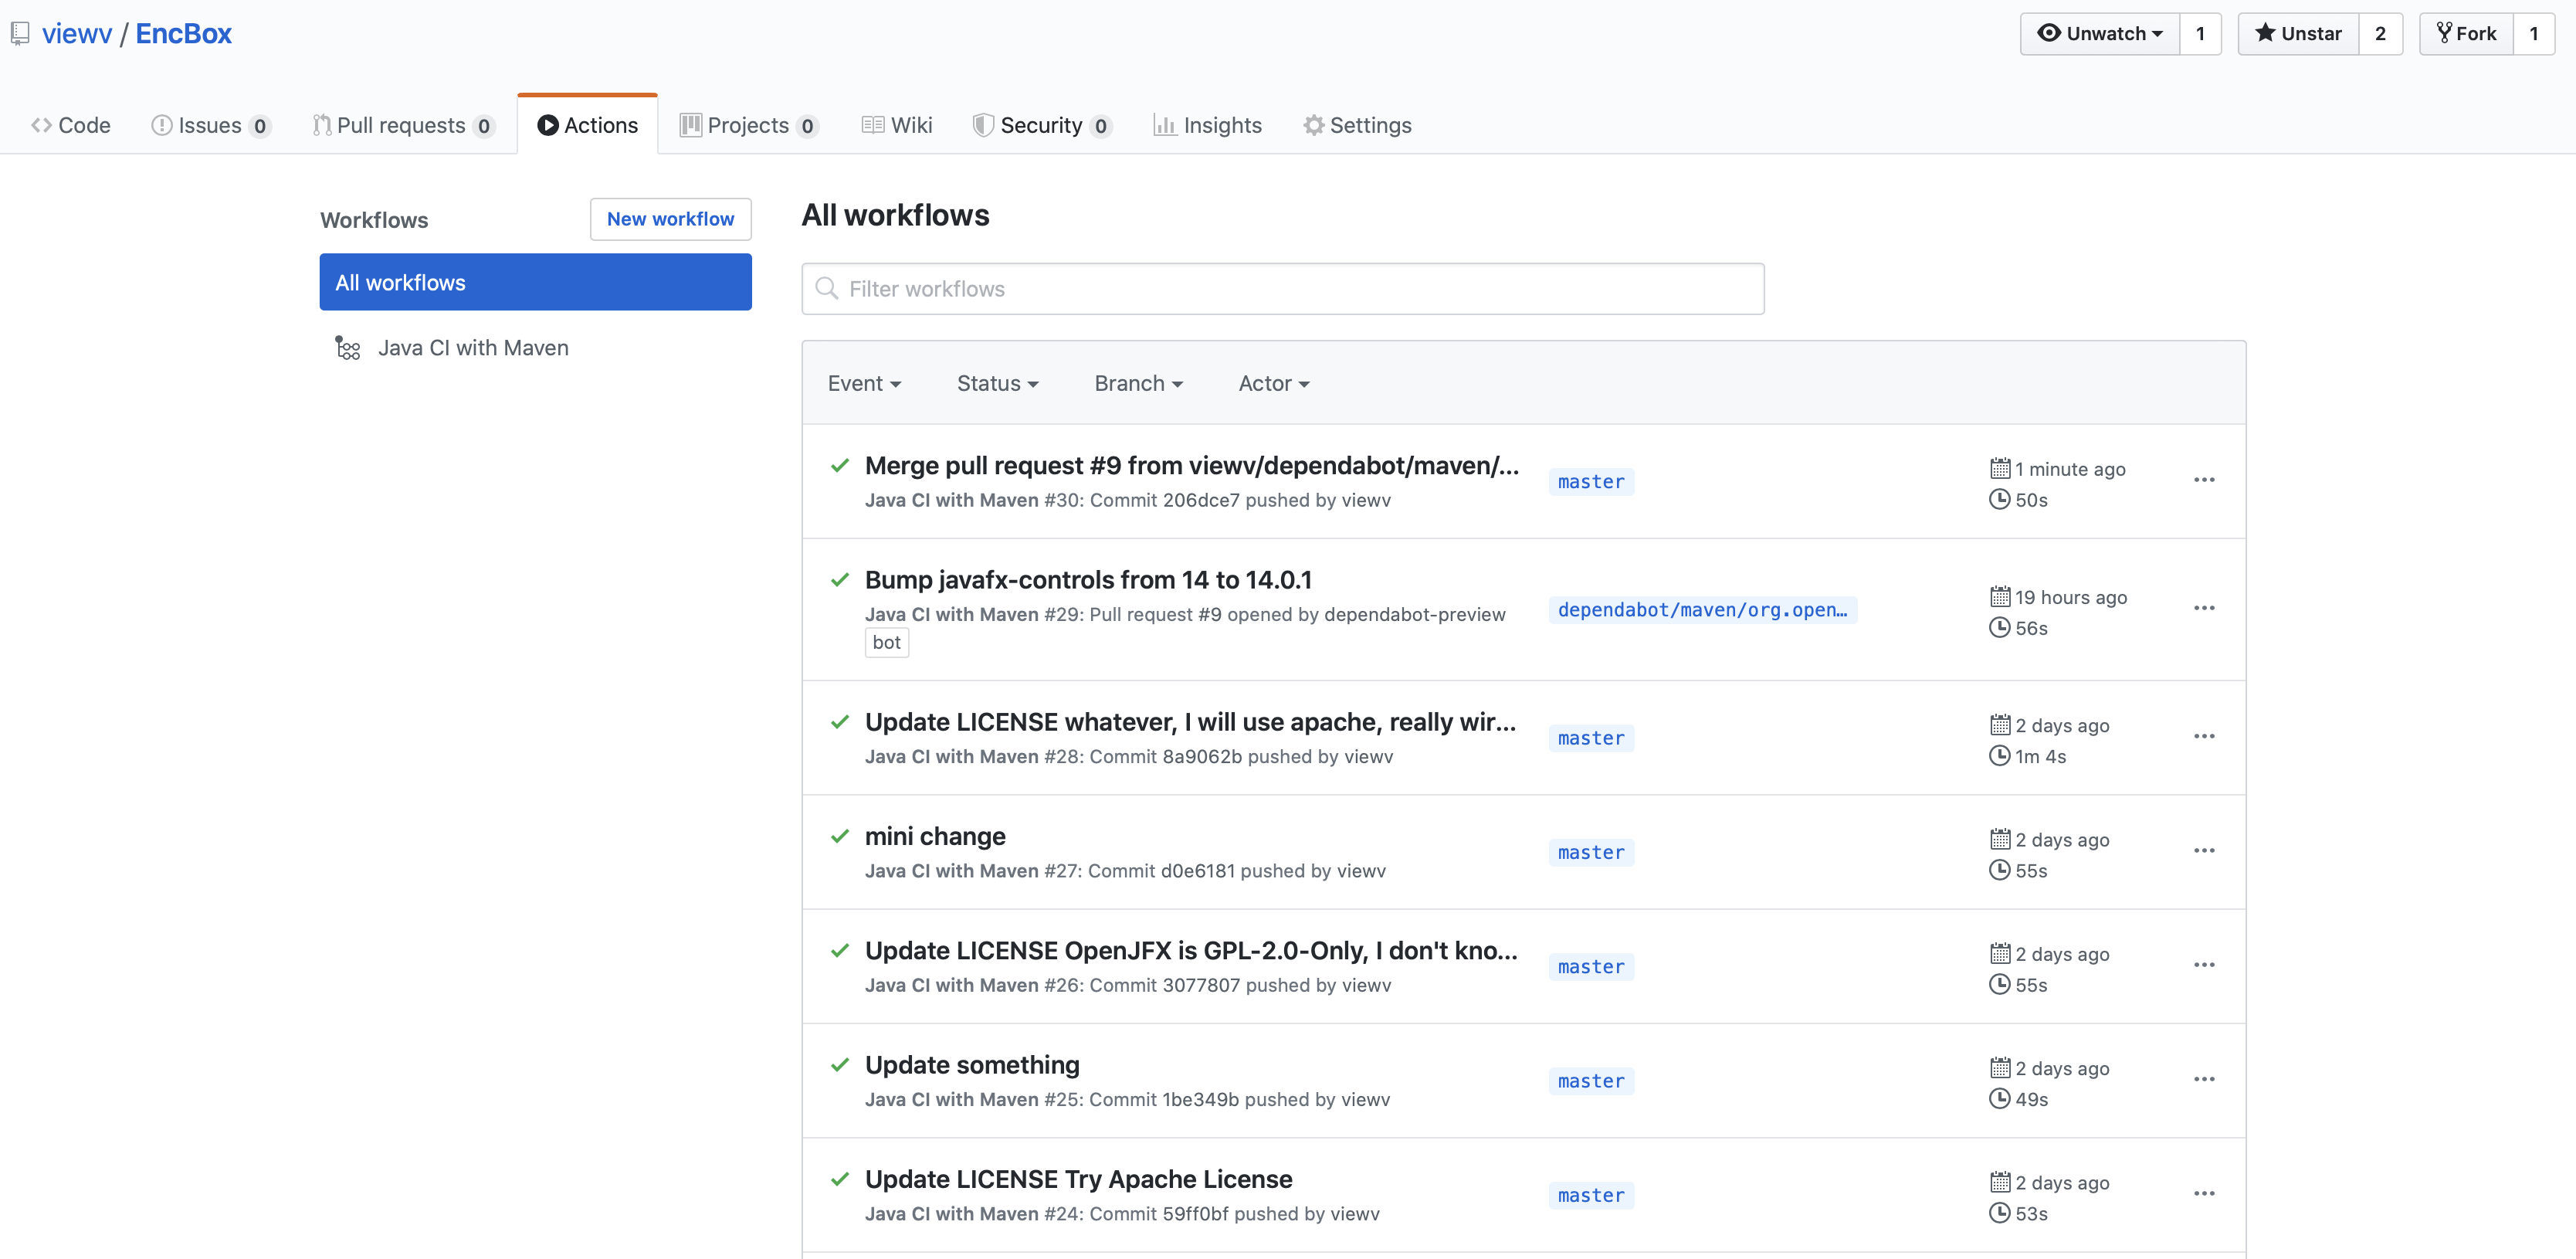 viewv / EncBox
Unwatch 1
Unstar 2
Fork 1
Code
Issues 0
Pull requests 0
Actions
Projects 0
Wiki
Security 0
Insights
Settings
Workflows
New workflow
All workflows
Java CI with Maven
All workflows
Filter workflows
Event
Status
Branch
Actor
Merge pull request #9 from viewv/dependabot/maven/...
Java CI with Maven #30: Commit 206dce7 pushed by viewv
master
1 minute ago
50s
Bump javafx-controls from 14 to 14.0.1
Java CI with Maven #29: Pull request #9 opened by dependabot-preview
bot
dependabot/maven/org.open…
19 hours ago
56s
Update LICENSE whatever, I will use apache, really wir...
Java CI with Maven #28: Commit 8a9062b pushed by viewv
master
2 days ago
1m 4s
mini change
Java CI with Maven #27: Commit d0e6181 pushed by viewv
master
2 days ago
55s
Update LICENSE OpenJFX is GPL-2.0-Only, I don't kno...
Java CI with Maven #26: Commit 3077807 pushed by viewv
master
2 days ago
55s
Update something
Java CI with Maven #25: Commit 1be349b pushed by viewv
master
2 days ago
49s
Update LICENSE Try Apache License
Java CI with Maven #24: Commit 59ff0bf pushed by viewv
master
2 days ago
53s